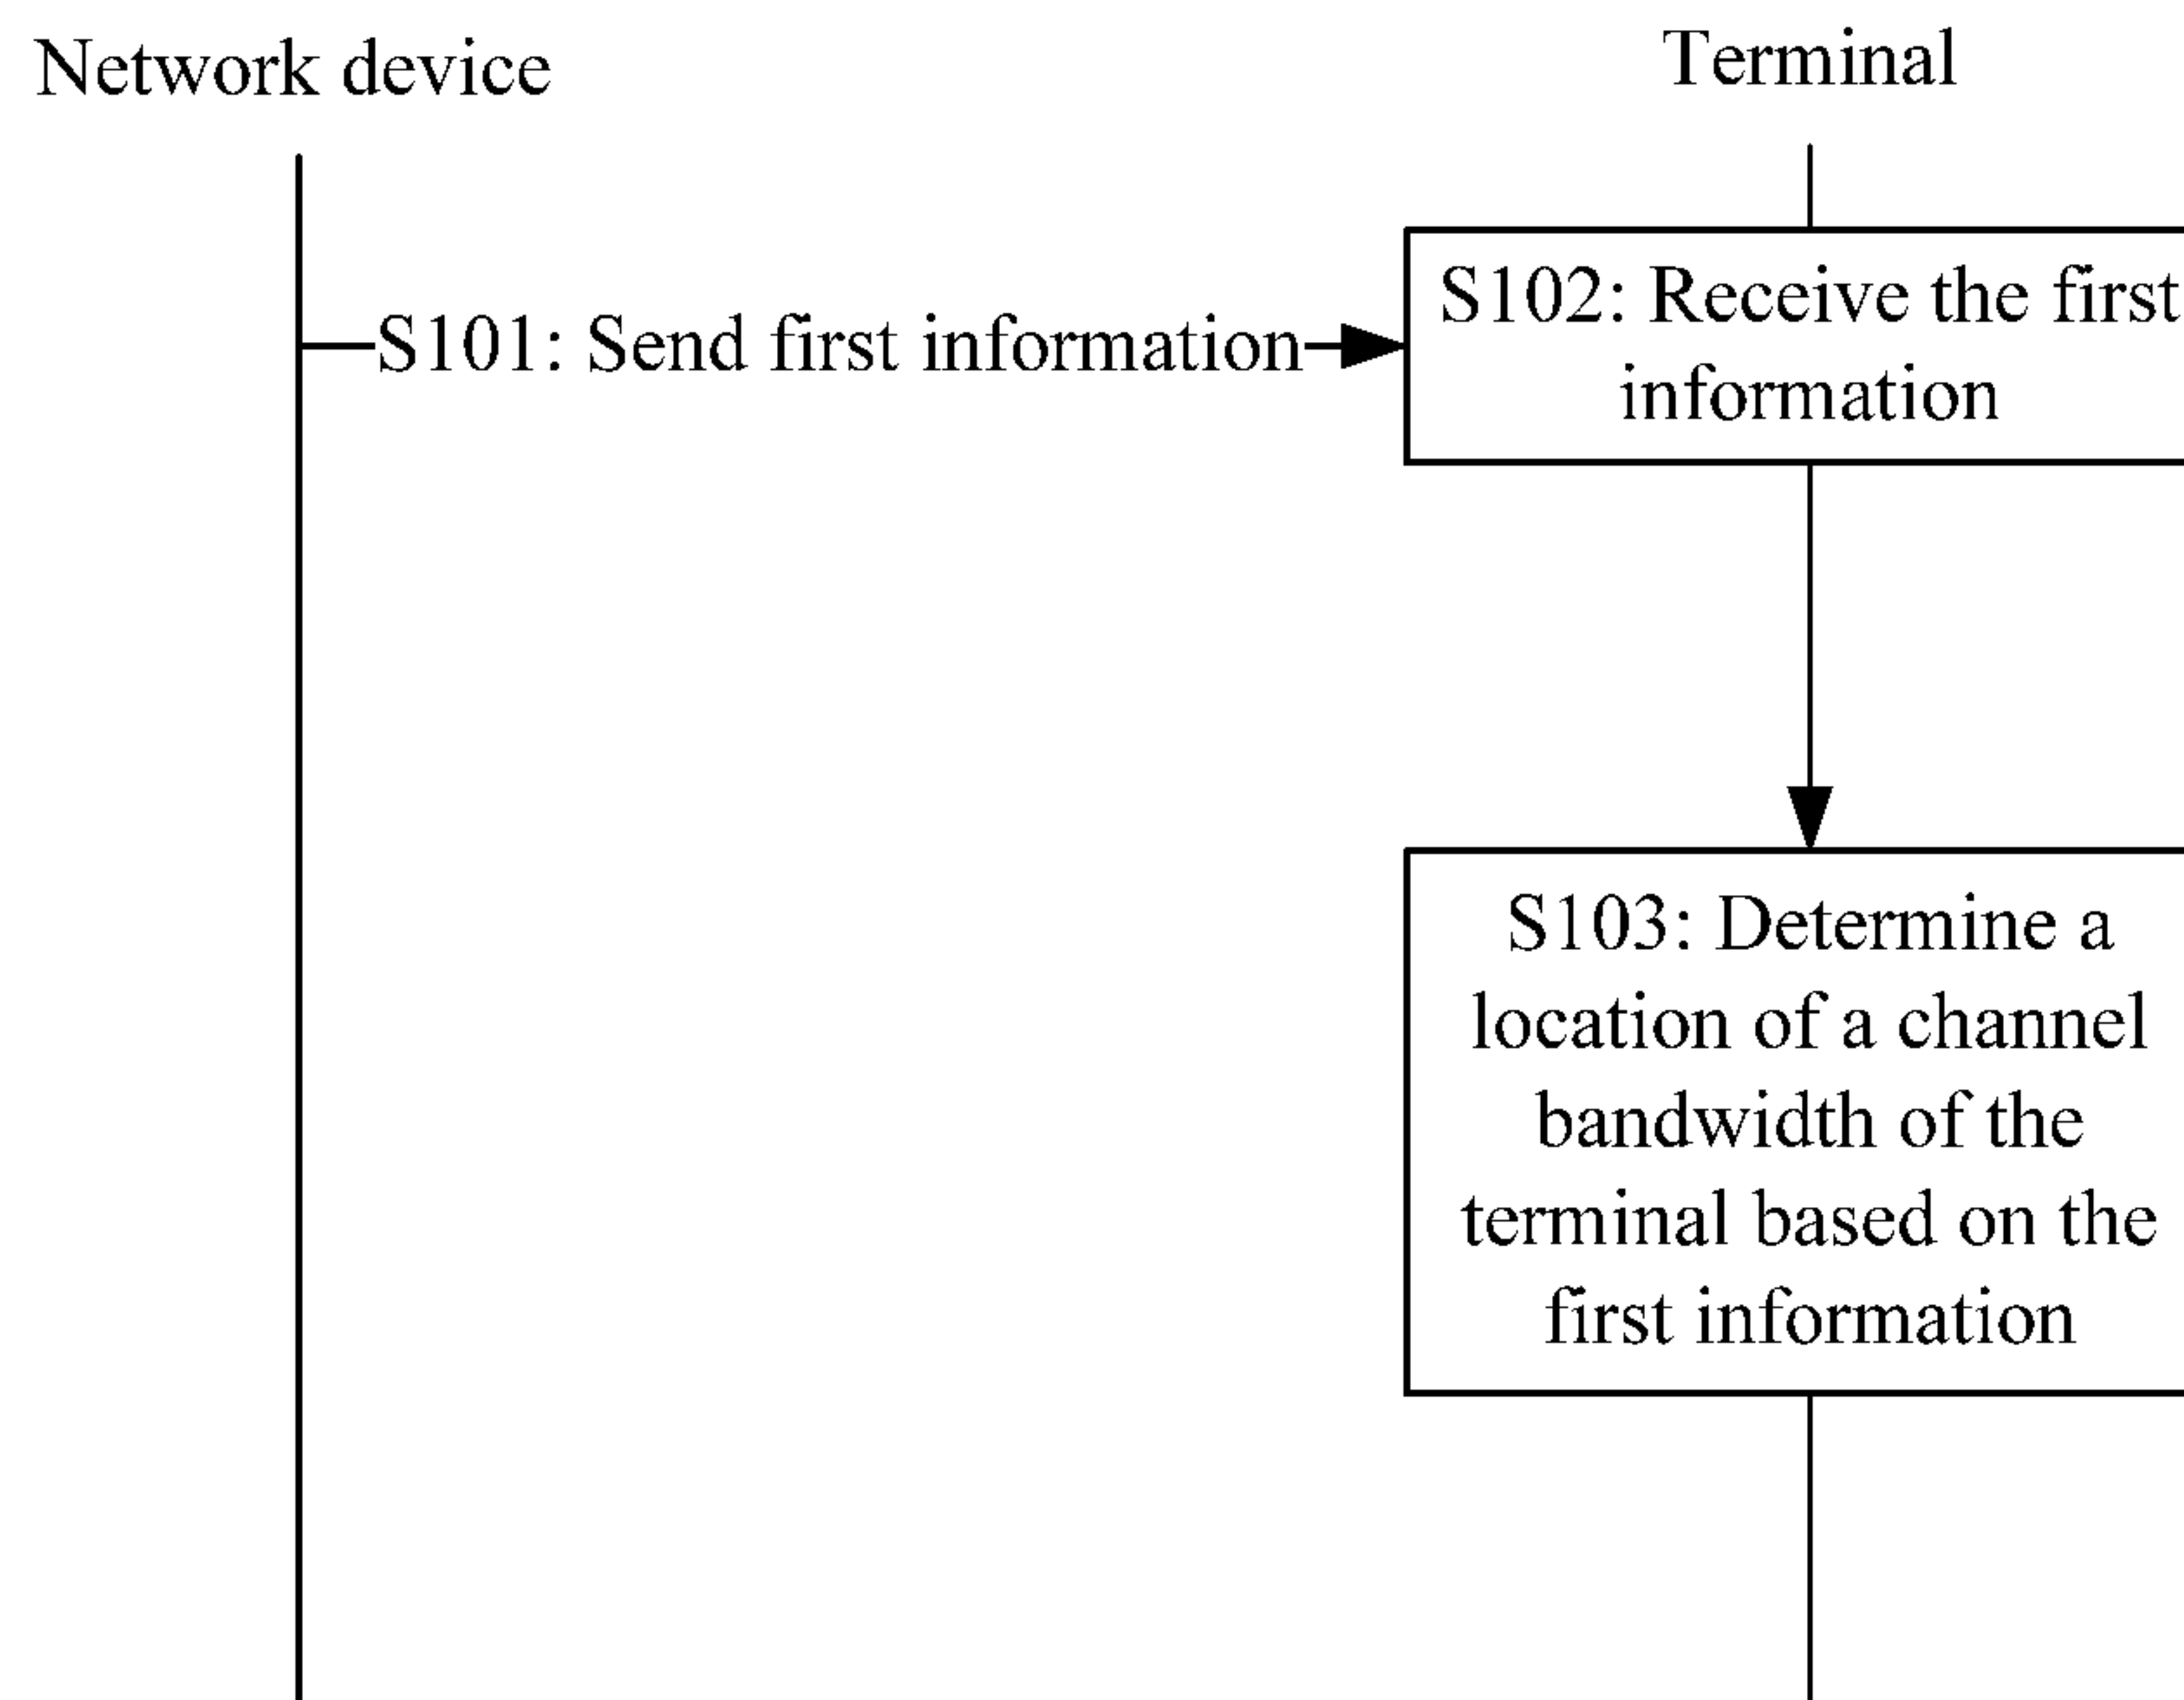 Network device
Terminal
S101: Send first information
S102: Receive the first
information
S103: Determine a
location of a channel
bandwidth of the
terminal based on the
first information